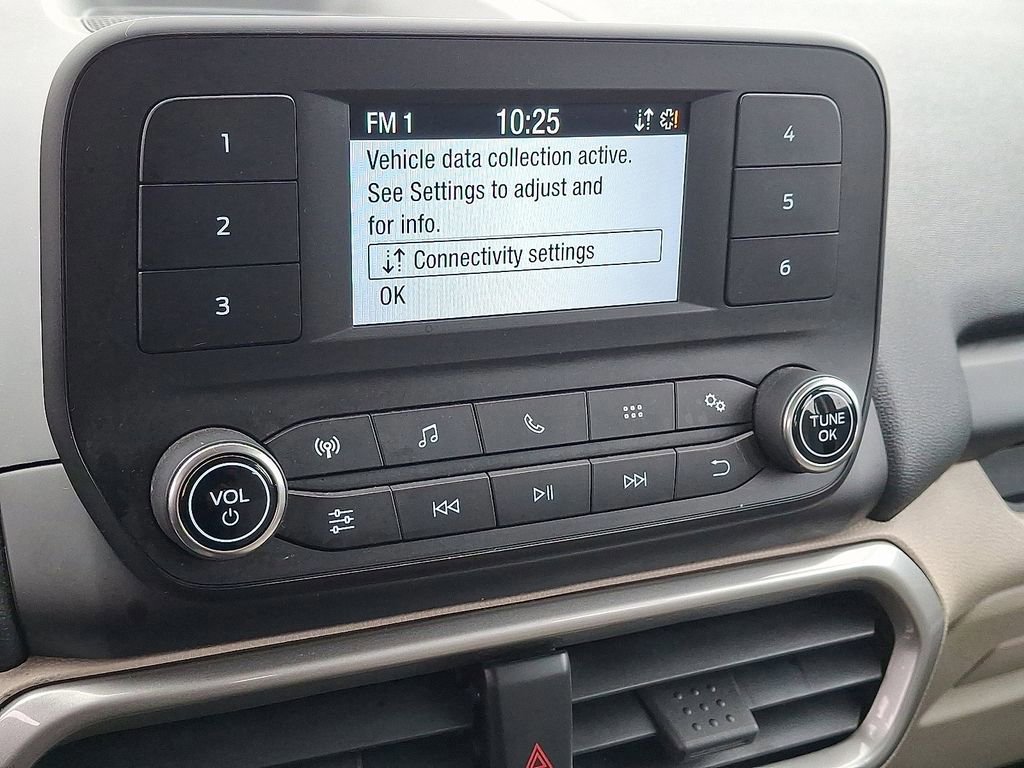 FM 1 10:25
Vehicle data collection active.
See Settings to adjust and
for info.
Connectivity settings
OK
1
2
3
4
5
6
VOL
TUNE
OK